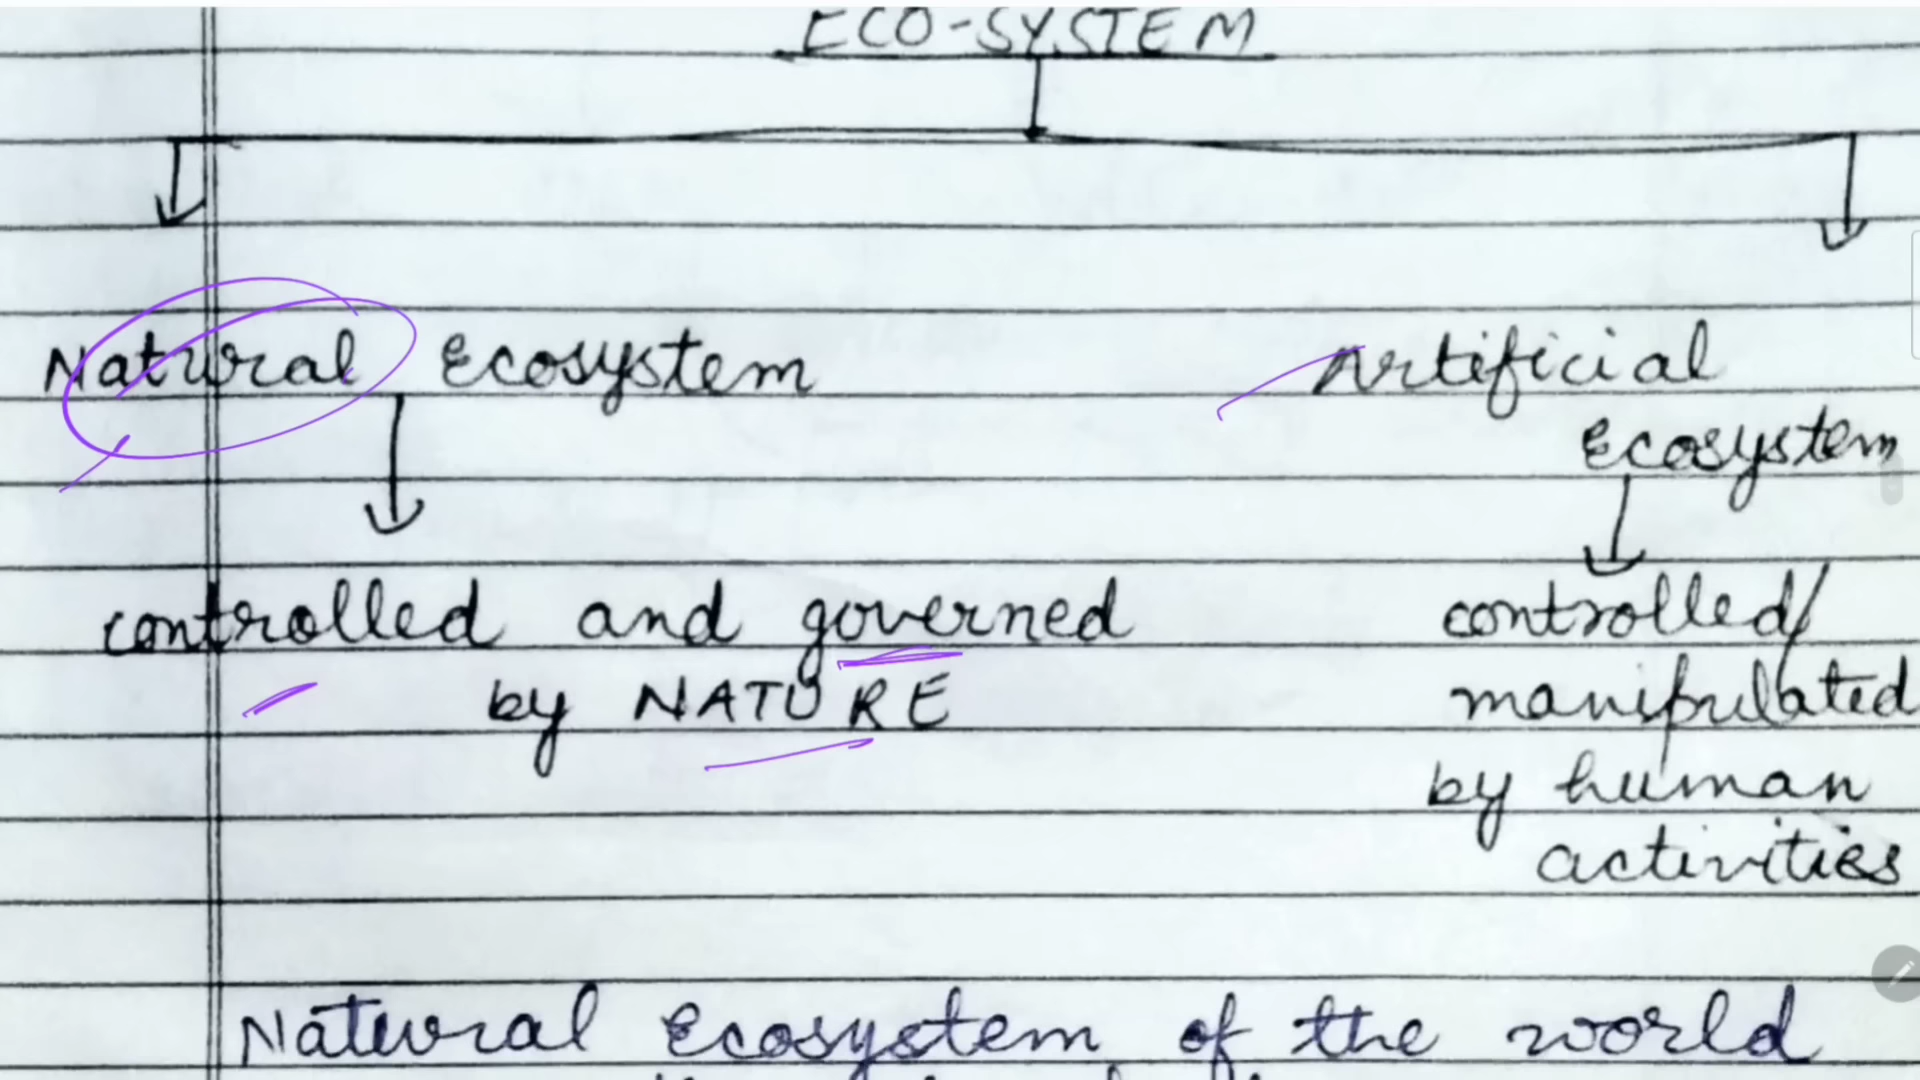 ECO-SYSTEM
Natural Ecosystem
Artificial
Ecosystem
controlled and governed
by NATURE
controlled/
manipulated
by human
activities
Natural Ecosystem of the world